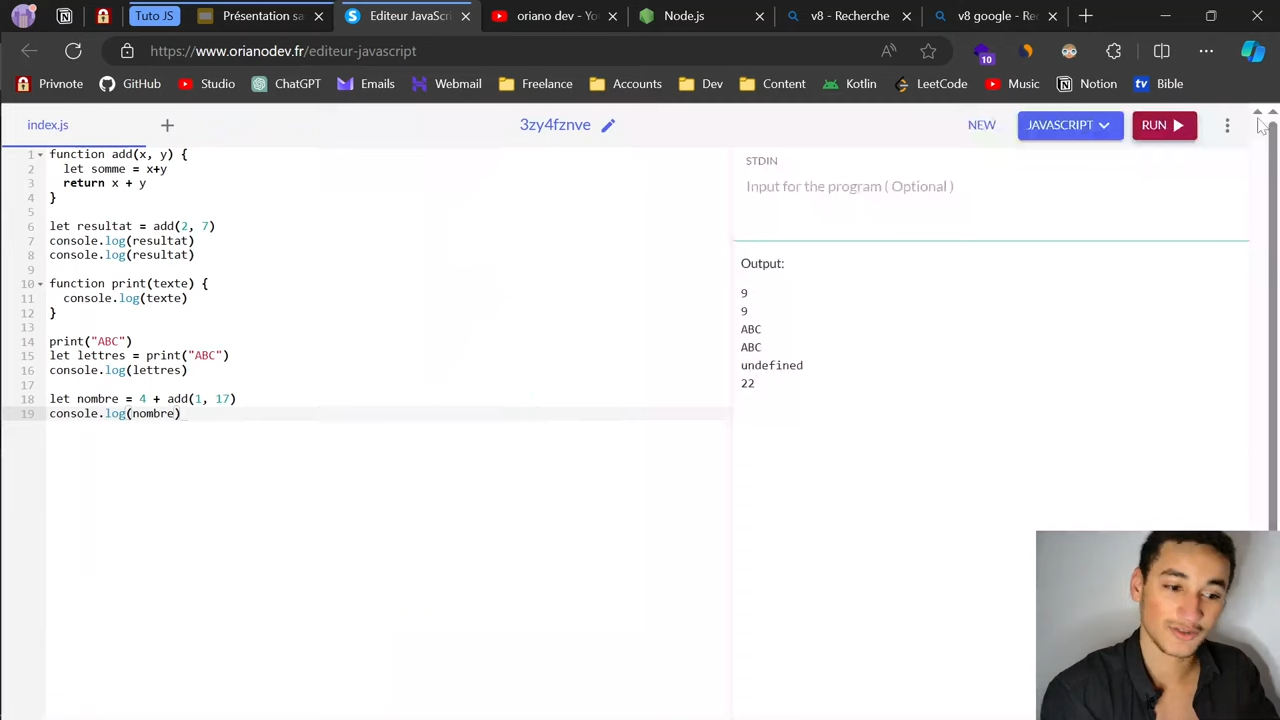 Tuto JS
Présentation sa
Editeur JavaScri
oriano dev - You
Node.js
v8 - Recherche
v8 google - Rec
https://www.orianodev.fr/editeur-javascript
10
Privnote
GitHub
Studio
ChatGPT
Emails
Webmail
Freelance
Accounts
Dev
Content
Kotlin
LeetCode
Music
Notion
Bible
index.js
3zy4fznve
NEW
JAVASCRIPT
RUN
1 function add(x, y) {
2 let somme = x+y
3 return x + y
4 }
5
6 let resultat = add(2, 7)
7 console.log(resultat)
8 console.log(resultat)
9
10 function print(texte) {
11 console.log(texte)
12 }
13
14 print("ABC")
15 let lettres = print("ABC")
16 console.log(lettres)
17
18 let nombre = 4 + add(1, 17)
19 console.log(nombre)
STDIN
Input for the program ( Optional )
Output:
9
9
ABC
ABC
undefined
22